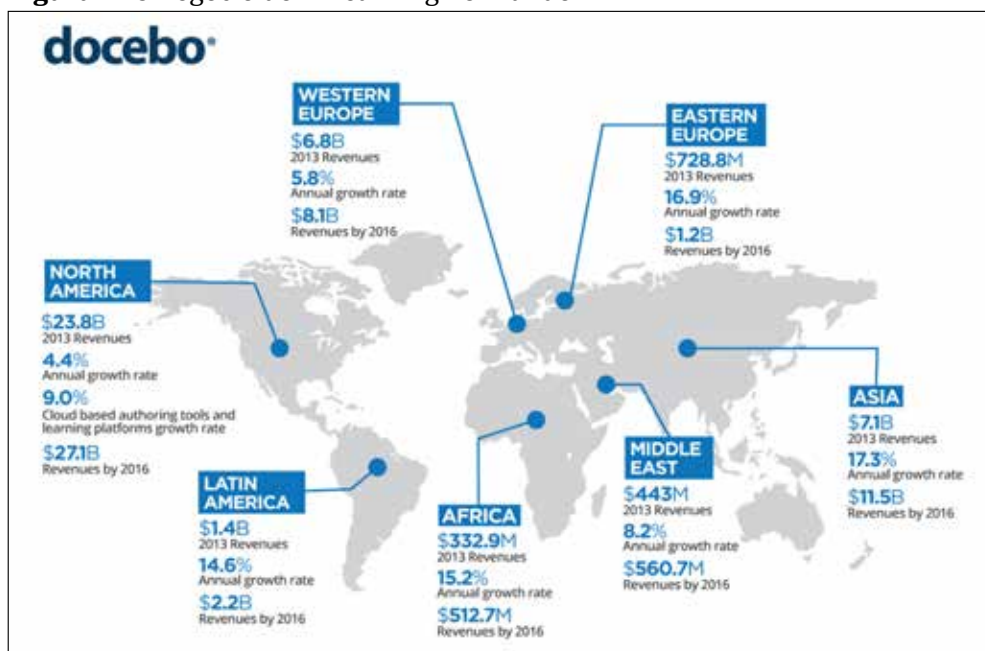 docebo®
WESTERN
EUROPE
$6.8B
2013 Revenues
5.8%
Annual growth rate
$8.1B
Revenues by 2016
EASTERN
EUROPE
$728.8M
2013 Revenues
16.9%
Annual growth rate
$1.2B
Revenues by 2016
NORTH
AMERICA
$23.8B
2013 Revenues
4.4%
Annual growth rate
9.0%
Cloud based authoring tools and
learning platforms growth rate
$27.1B
Revenues by 2016
LATIN
AMERICA
$1.4B
2013 Revenues
14.6%
Annual growth rate
$2.2B
Revenues by 2016
AFRICA
$332.9M
2013 Revenues
15.2%
Annual growth rate
$512.7M
Revenues by 2016
MIDDLE
EAST
$443M
2013 Revenues
8.2%
Annual growth rate
$560.7M
Revenues by 2016
ASIA
$7.1B
2013 Revenues
17.3%
Annual growth rate
$11.5B
Revenues by 2016